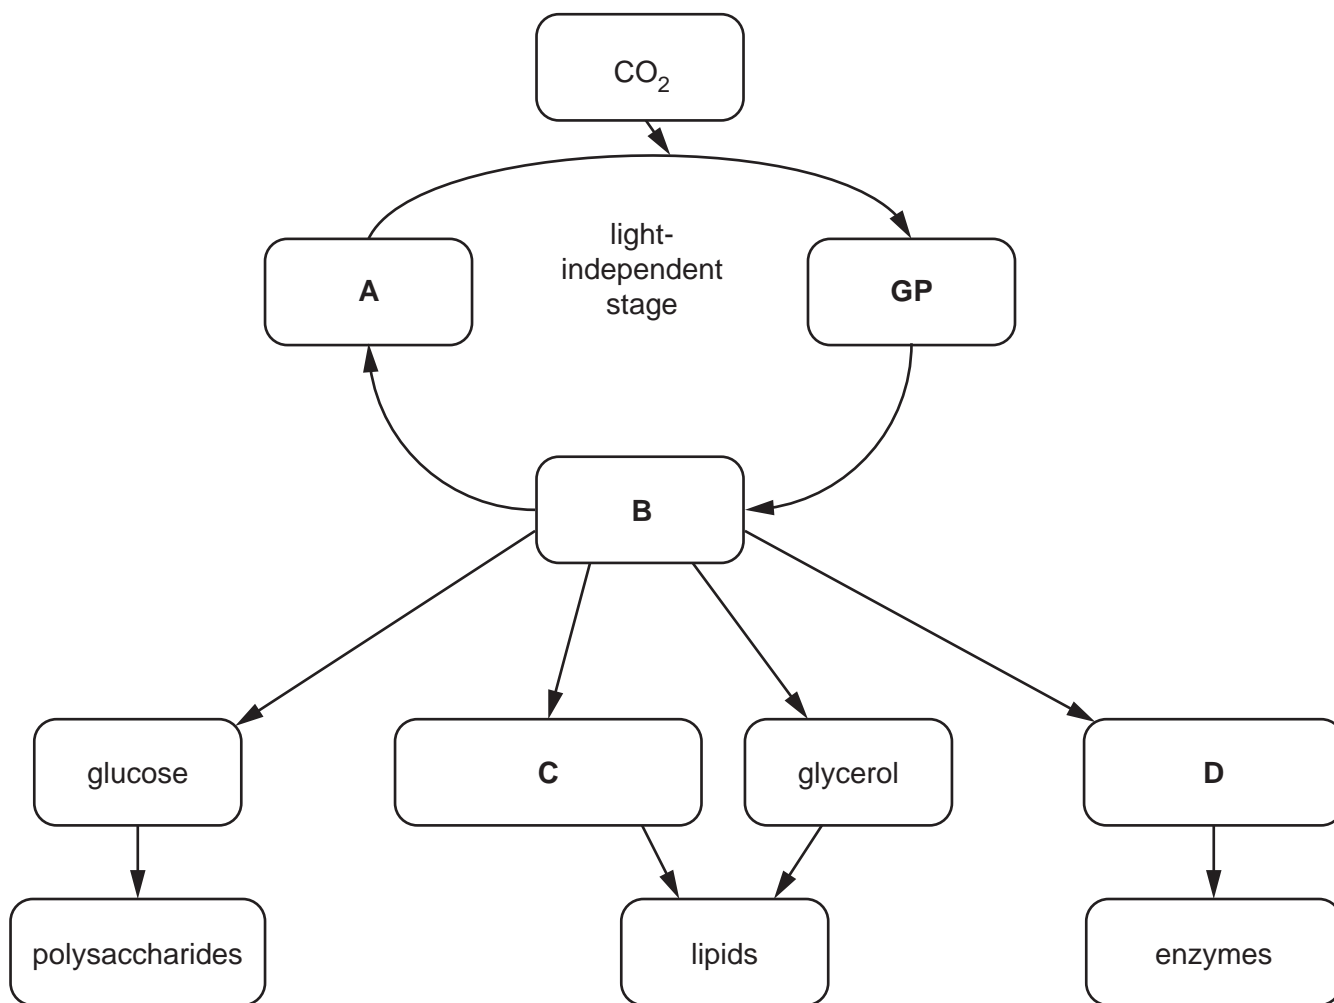 CO₂
light-
independent
stage
A
GP
B
glucose
C
glycerol
D
polysaccharides
lipids
enzymes